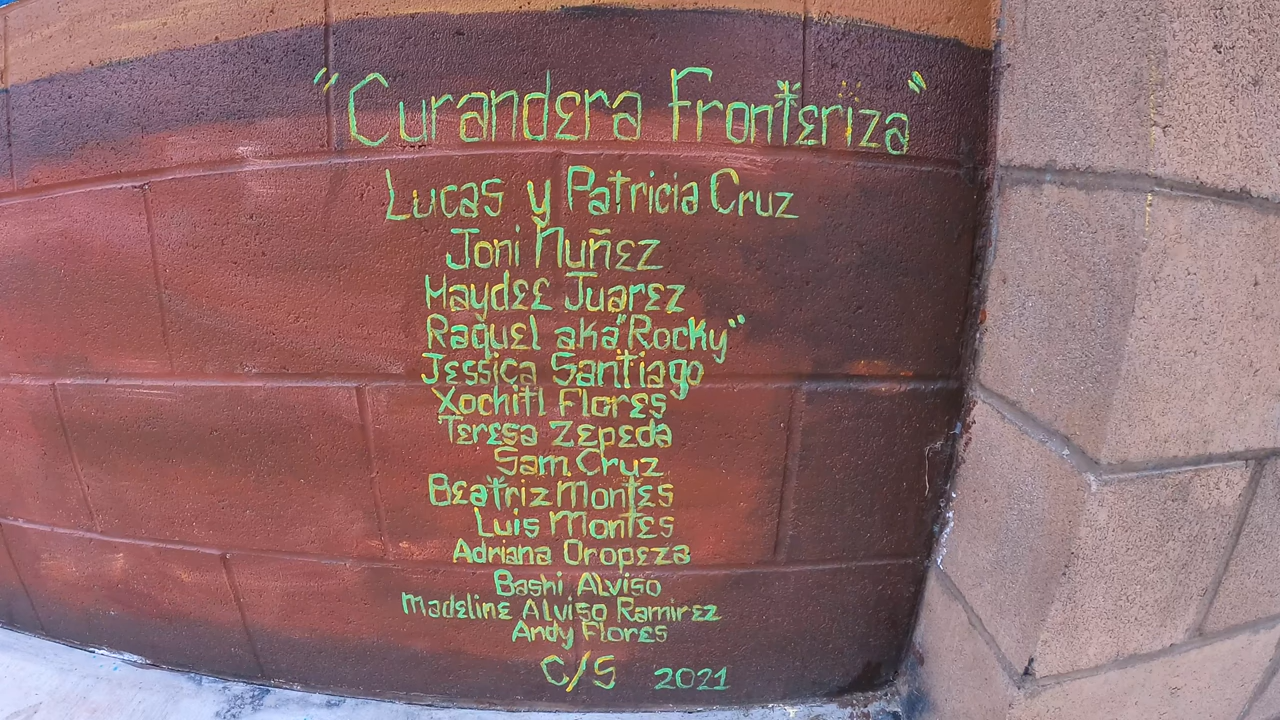 "Curandera Fronteriza"
Lucas y Patricia Cruz
Joni Nuñez
Haydee Juarez
Raquel aka "Rocky"
Jessica Santiago
Xochitl Flores
Teresa Zepeda
Sam Cruz
Beatriz Montes
Luis Montes
Adriana Oropeza
Bashi Alviso
Madeline Alviso Ramirez
Andy Flores
C/S 2021